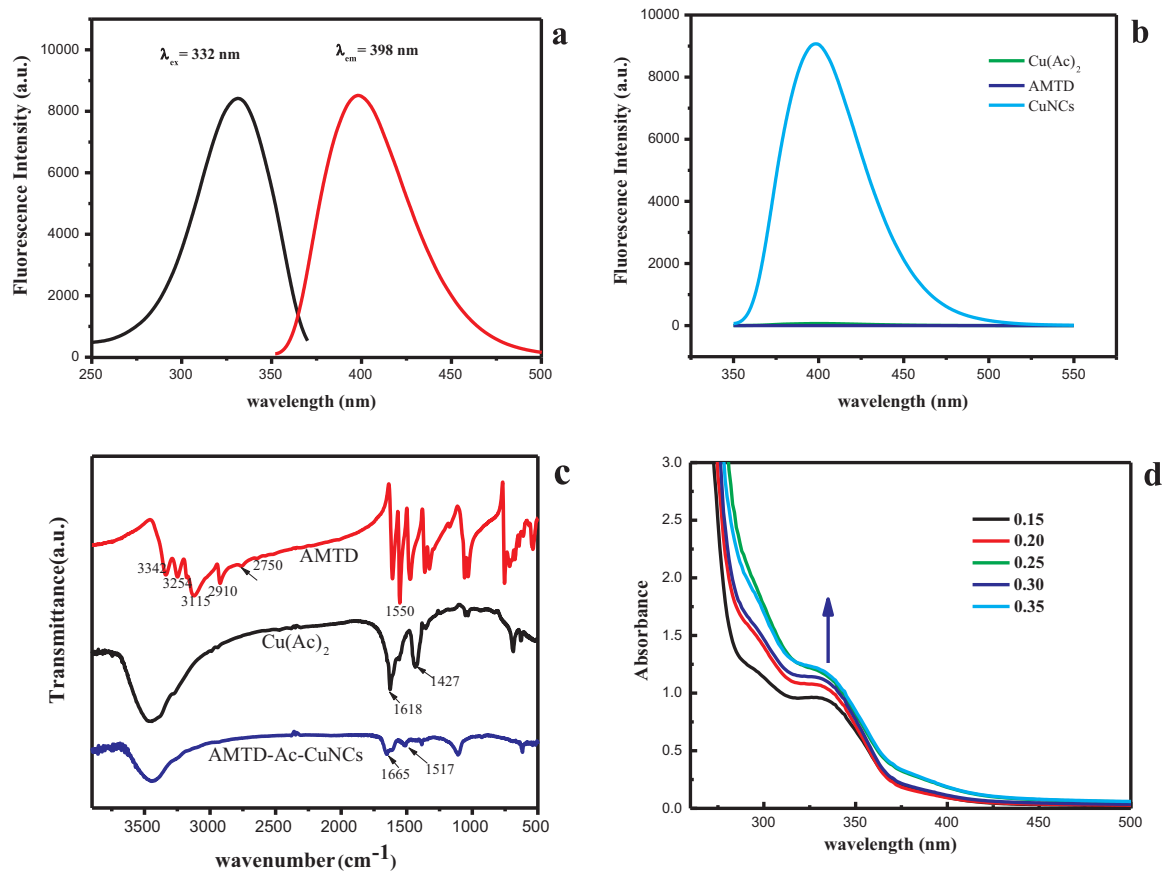 a
λex = 332 nm
λem = 398 nm
10000
8000
6000
4000
2000
0
Fluorescence Intensity (a.u.)
250
300
350
400
450
500
wavelength (nm)
b
Cu(Ac)2
AMTD
CuNCs
10000
8000
6000
4000
2000
0
Fluorescence Intensity (a.u.)
350
400
450
500
550
wavelength (nm)
c
3342
3254
3115
2910
2750
AMTD
1550
Cu(Ac)2
1427
1618
AMTD-Ac-CuNCs
1665
1517
Transmittance(a.u.)
3500
3000
2500
2000
1500
1000
500
wavenumber (cm-1)
d
0.15
0.20
0.25
0.30
0.35
3.0
2.5
2.0
1.5
1.0
0.5
0.0
Absorbance
300
350
400
450
500
wavelength (nm)